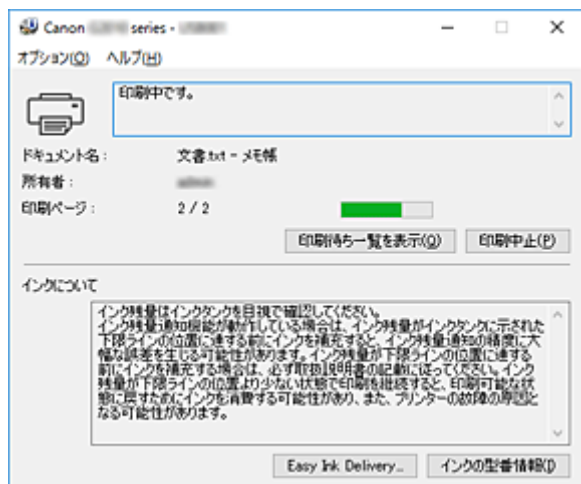 Canon series -
オプション(O) ヘルプ(H)
印刷中です。
ドキュメント名: 文書.txt - メモ帳
所有者:
印刷ページ: 2 / 2
印刷待ち一覧を表示(Q) 印刷中止(P)
インクについて
インク残量はインクタンクを目視で確認してください。
インク残量通知機能が動作している場合は、インク残量がインクタンクに示された
下限ラインの位置に達する前にインクを補充すると、インク残量通知の精度に大
幅な誤差を生じる可能性があります。インク残量が下限ラインの位置に達する
前にインクを補充する場合は、必ず取扱説明書の記載に従ってください。インク
残量が下限ラインの位置より少ない状態で印刷を継続すると、印刷可能な状
態に戻すためにインクを消費する可能性があり、また、プリンターの故障の原因と
なる可能性があります。
Easy Ink Delivery... インクの型番情報(I)